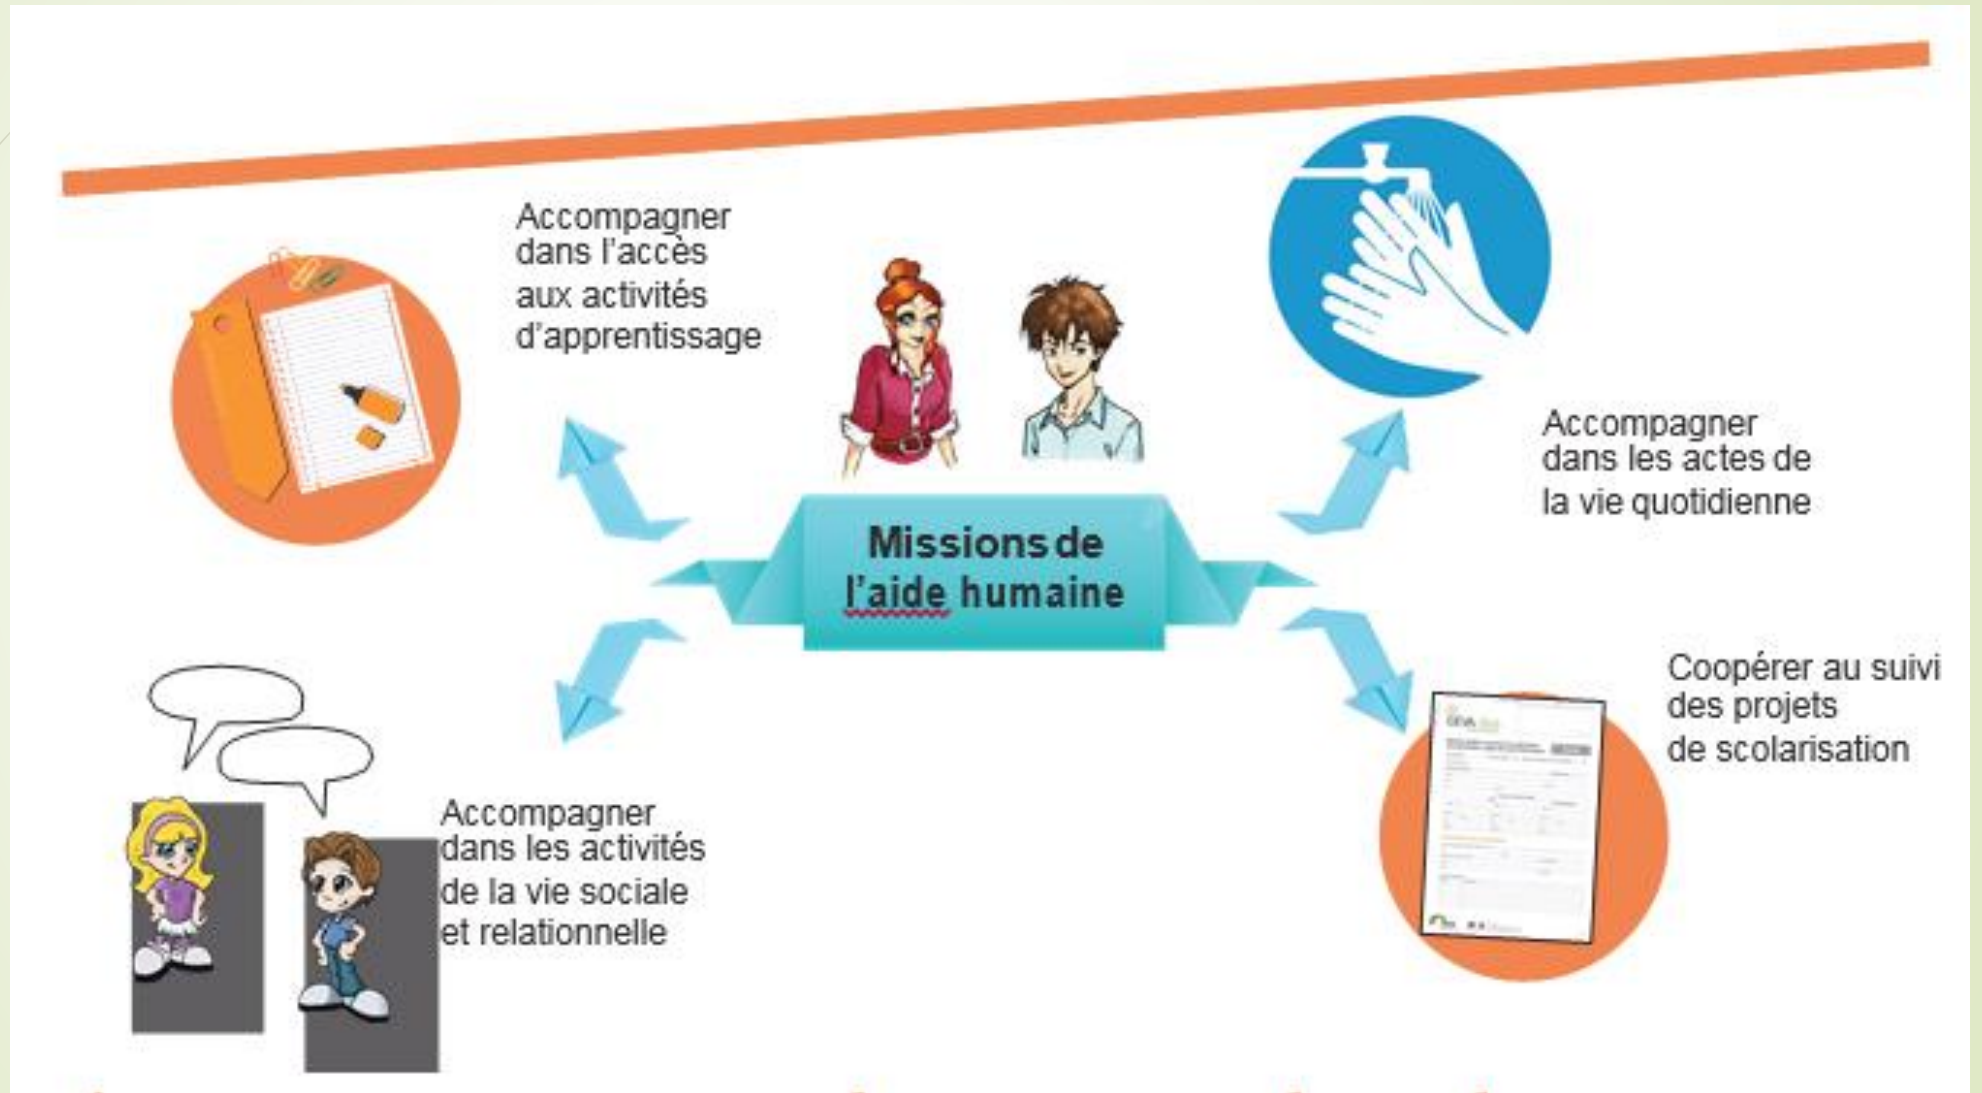 Accompagner
dans l'accès
aux activités
d'apprentissage
Accompagner
dans les actes de
la vie quotidienne
Missions de
l'aide humaine
Coopérer au suivi
des projets
de scolarisation
Accompagner
dans les activités
de la vie sociale
et relationnelle